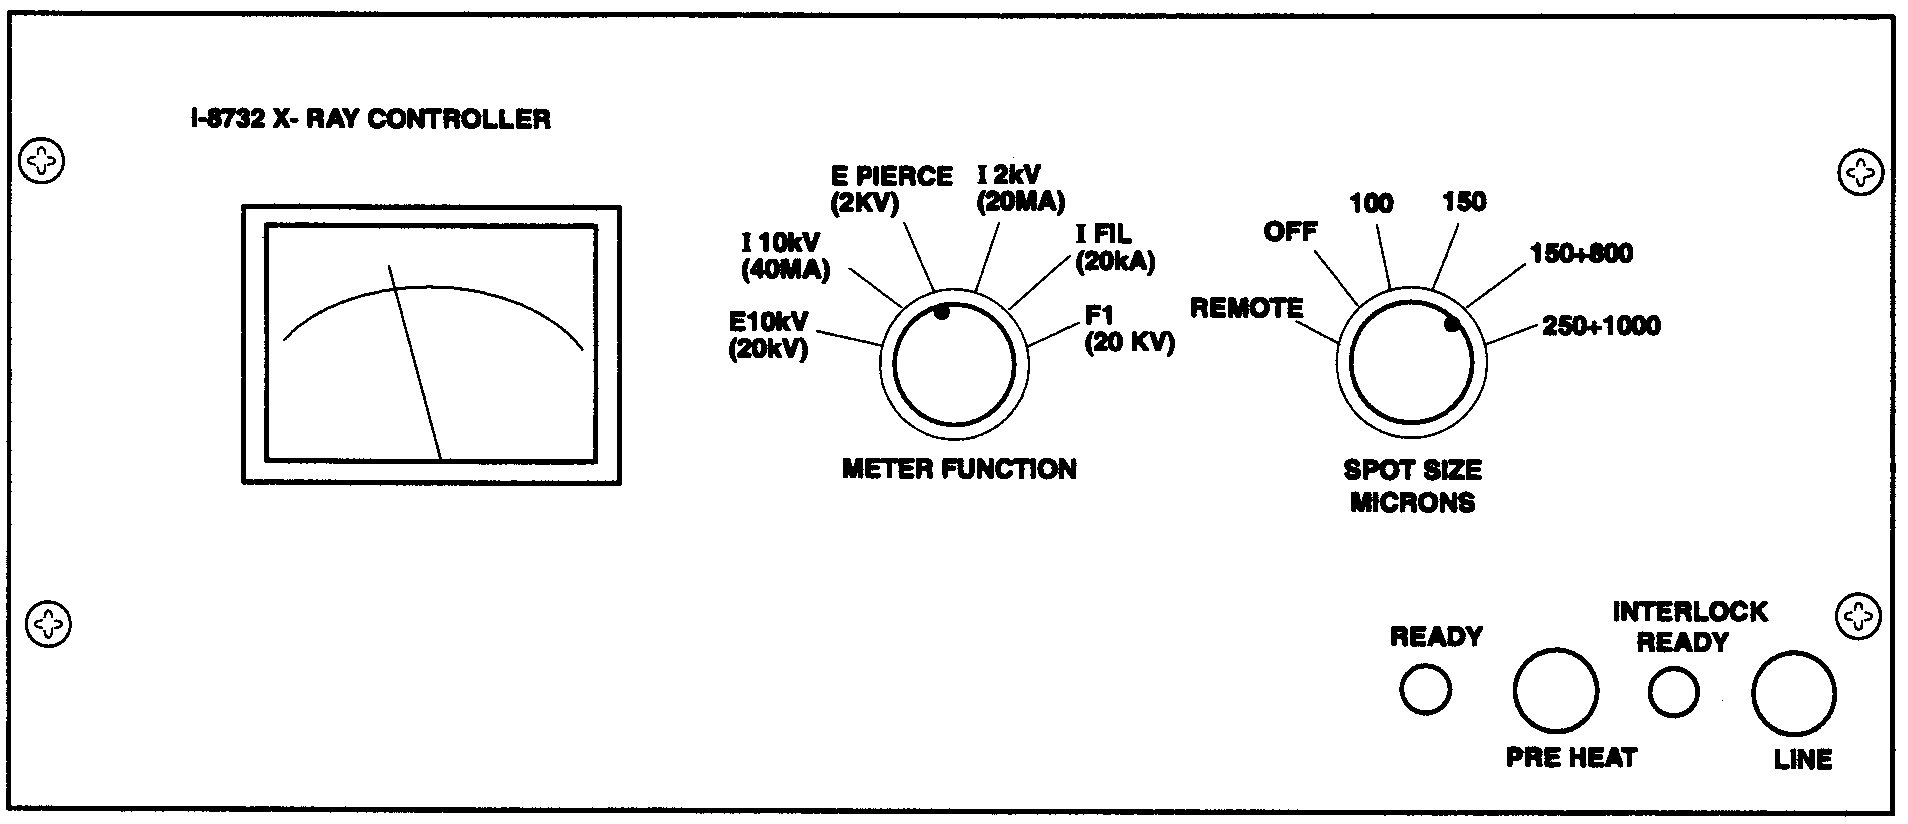 I-8732 X- RAY CONTROLLER
E PIERCE
(2KV)
I 2kV
(20MA)
I 10kV
(40MA)
I FIL
(20kA)
E10kV
(20kV)
F1
(20 KV)
METER FUNCTION
100
150
OFF
150+800
REMOTE
250+1000
SPOT SIZE
MICRONS
READY
INTERLOCK
READY
PRE HEAT
LINE